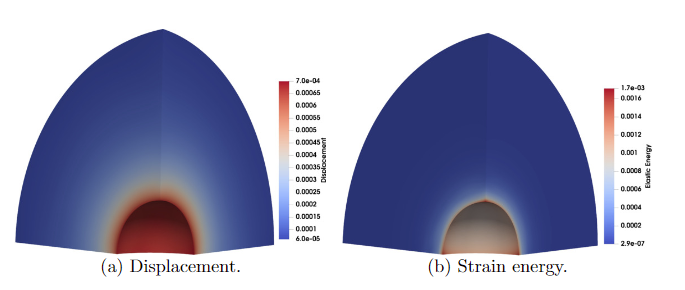 7.0e-04
0.00065
0.0006
0.00055
0.0005
0.00045
0.0004
0.00035
0.0003
0.00025
0.0002
0.00015
0.0001
6.0e-05
Displacement
1.7e-03
0.0016
0.0014
0.0012
0.001
0.0008
0.0006
0.0004
0.0002
2.9e-07
Elastic Energy
(a) Displacement.
(b) Strain energy.